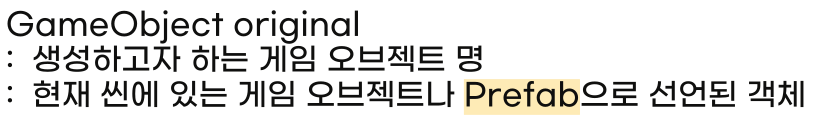 GameObject original
: 생성하고자 하는 게임 오브젝트 명
: 현재 씬에 있는 게임 오브젝트나 Prefab으로 선언된 객체